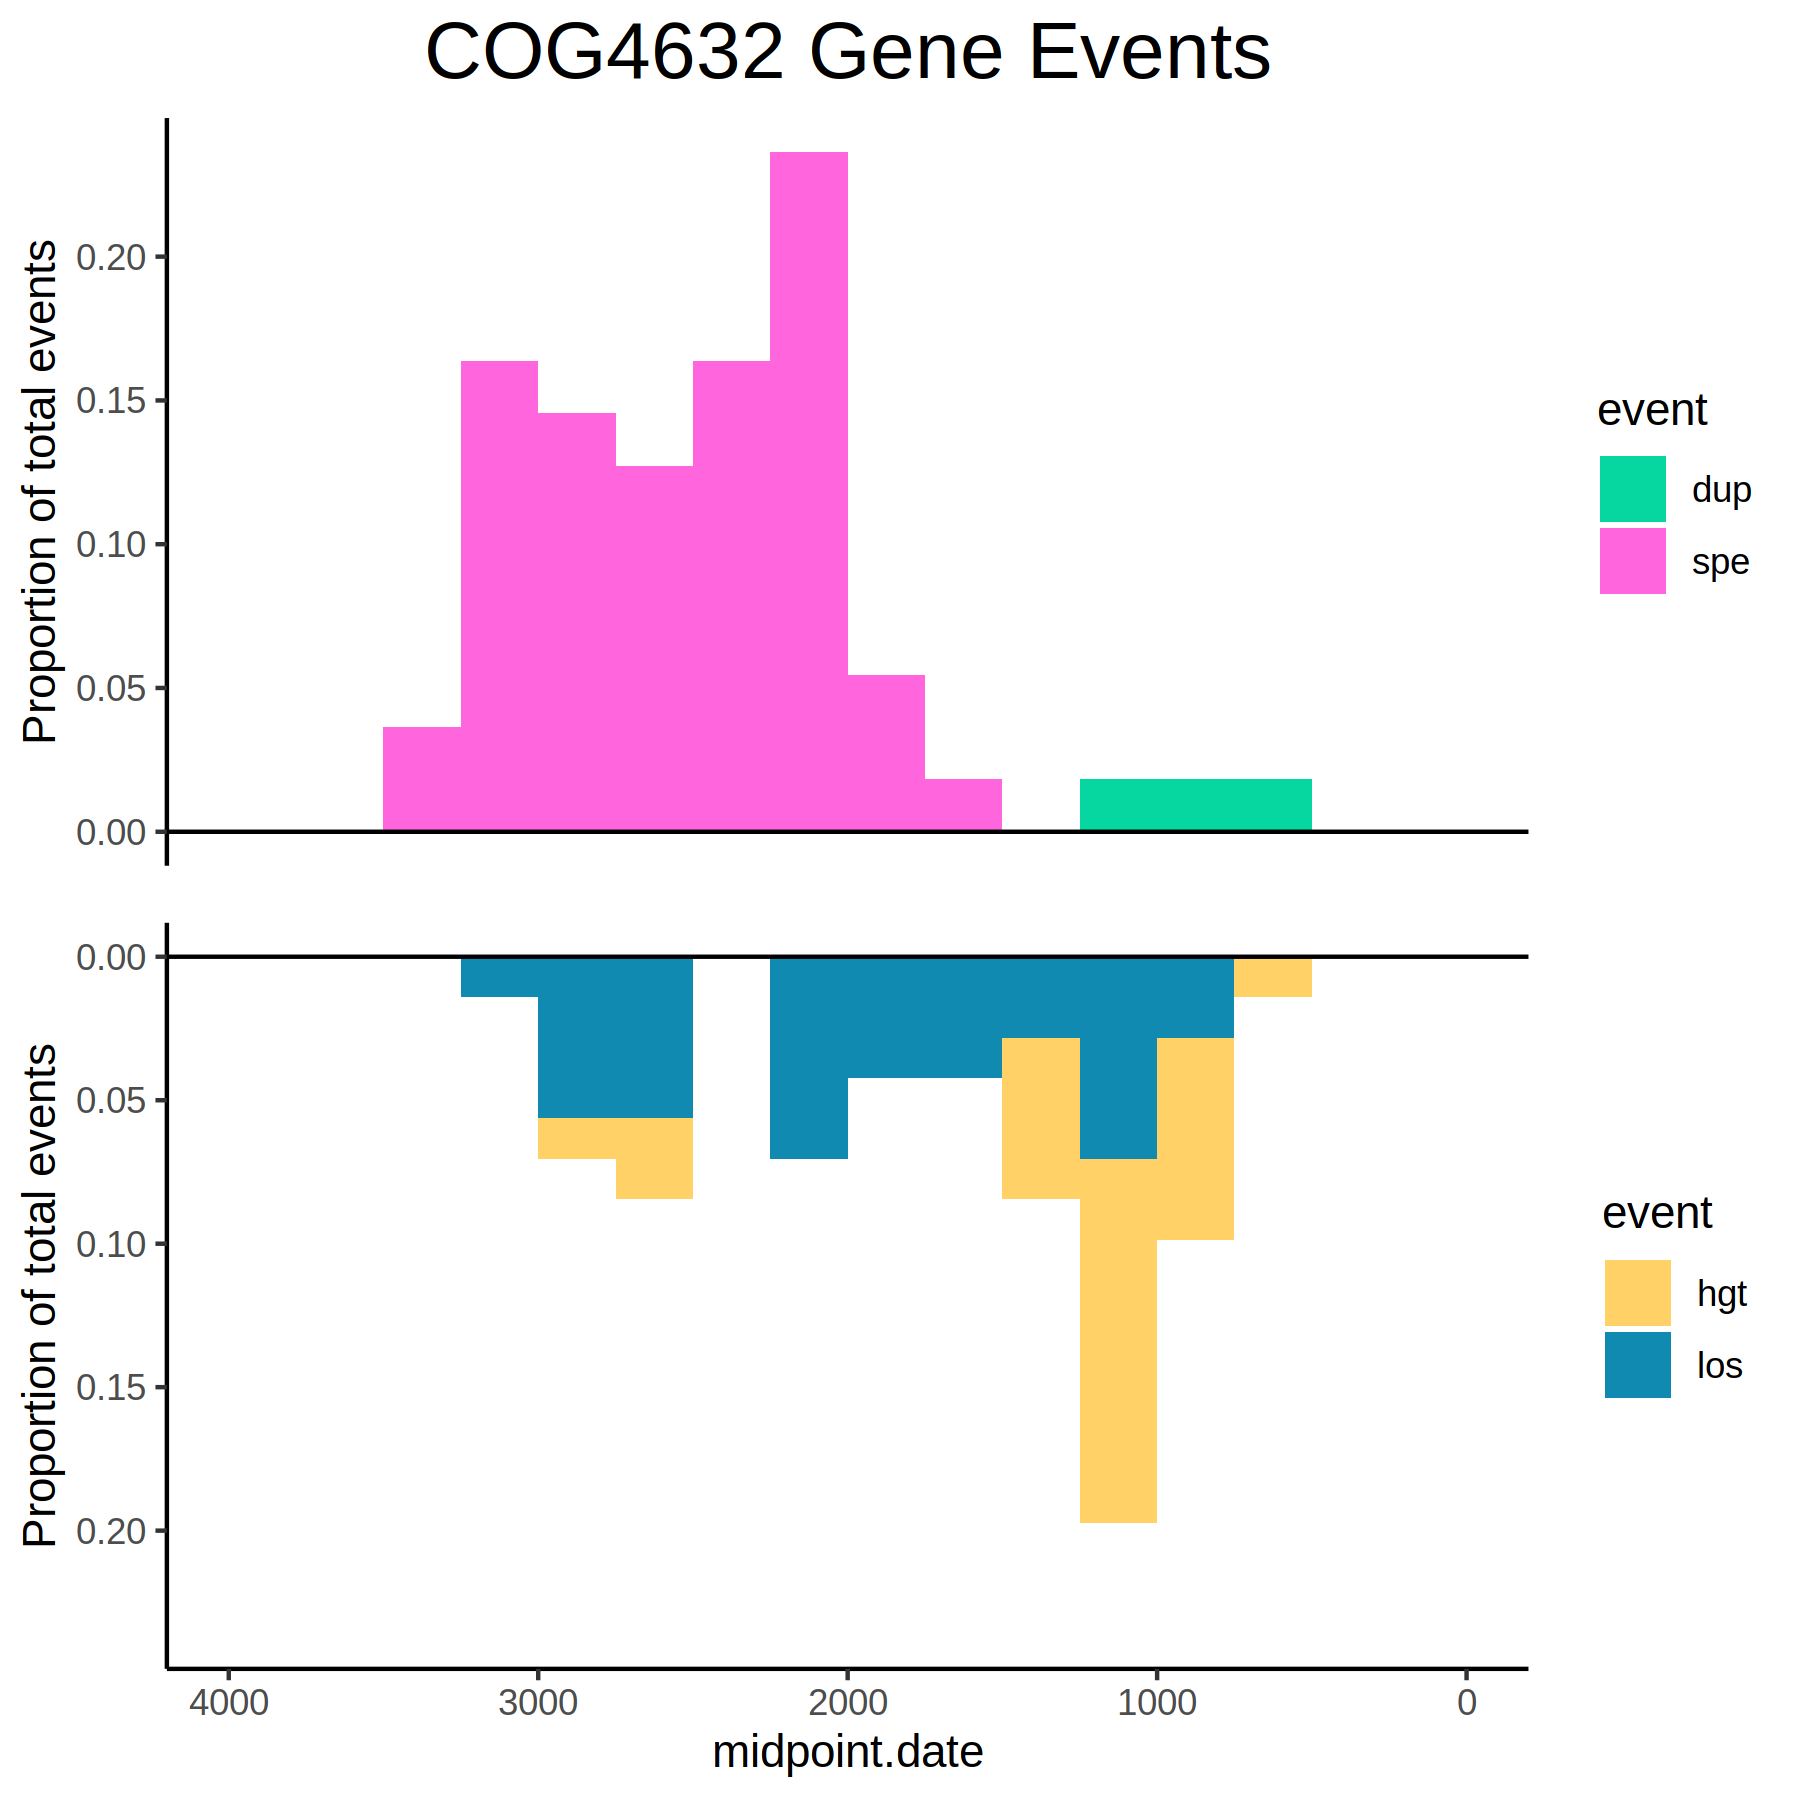 COG4632 Gene Events
Proportion of total events
0.20
0.15
0.10
0.05
0.00
event
dup
spe
Proportion of total events
0.00
0.05
0.10
0.15
0.20
event
hgt
los
4000 3000 2000 1000 0
midpoint.date